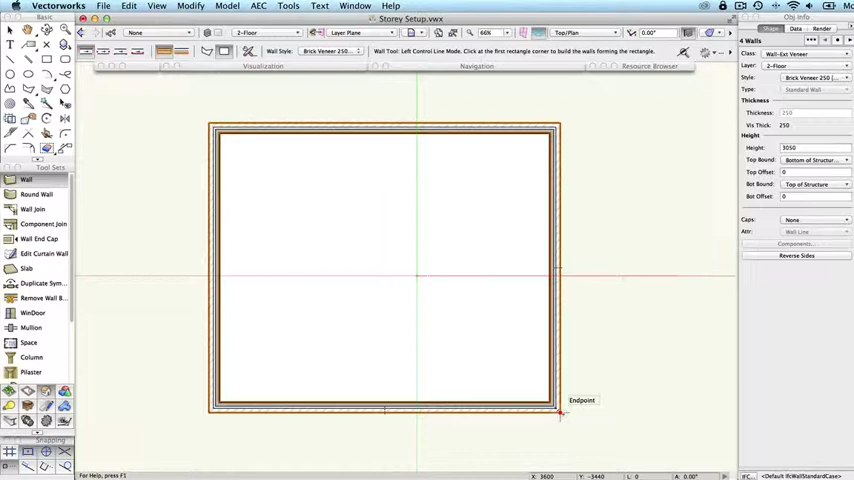 Vectorworks File Edit View Modify Model AEC Tools Text Window
Storey Setup.vwx
Basic
None
2-Floor
Layer Plane
66%
Top/Plan
0.00°
Wall Style:
Brick Veneer 250...
Wall Tool: Left Control Line Mode. Click at the first rectangle corner to build the walls forming the rectangle.
Visualization
Navigation
Resource Browser
Tool Sets
Wall
Round Wall
Wall Join
Component Join
Wall End Cap
Edit Curtain Wall
Slab
Duplicate Sym...
Remove Wall B...
WinDoor
Mullion
Space
Column
Pilaster
Snapping
Endpoint
For Help, press F1
X: 3600
Y: -3440
L: 0
A: 0.00°
Obj Info
Shape
Data
Render
4 Walls
Class:
Wall-Ext Veneer
Layer:
2-Floor
Style:
Brick Veneer 250 (...
Type:
Standard Wall
Thickness
Thickness:
250
Vis Thick:
250
Height
Height:
3050
Top Bound:
Bottom of Structur...
Top Offset:
0
Bot Bound:
Top of Structure
Bot Offset:
0
Caps:
None
Attr:
Wall Line
Components...
Reverse Sides
IFC...
<Default IfcWallStandardCase>